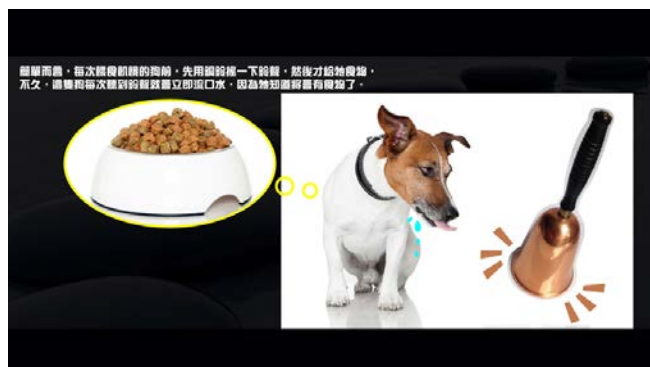 簡單而言，每次餵食飢餓的狗前，先用銅鈴搖一下鈴聲，然後才給牠食物，
不久，這隻狗每次聽到鈴聲就會立即流口水，因為牠知道將會有食物了。